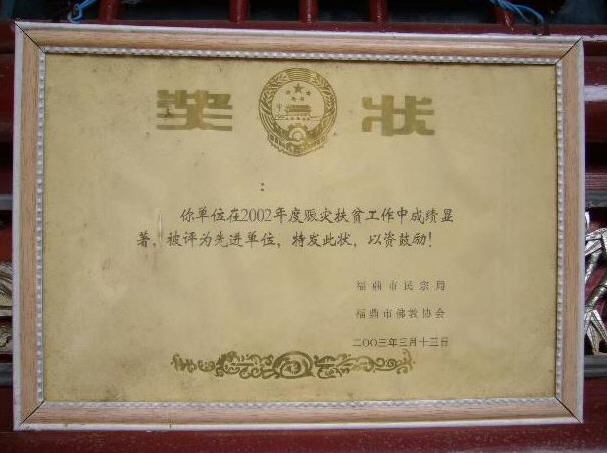 奖状
：
你单位在2002年度赈灾扶贫工作中成绩显
著，被评为先进单位，特发此状，以资鼓励！
福鼎市民宗局
福鼎市佛教协会
二〇〇三年三月十三日